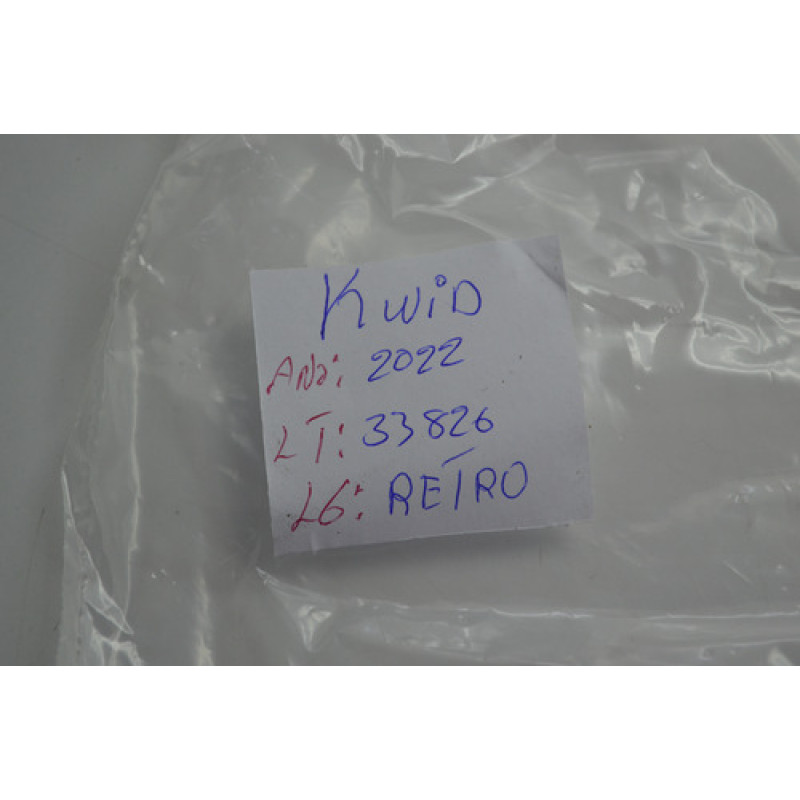 KWiD
ANO: 2022
LT: 33826
LG: RETRO